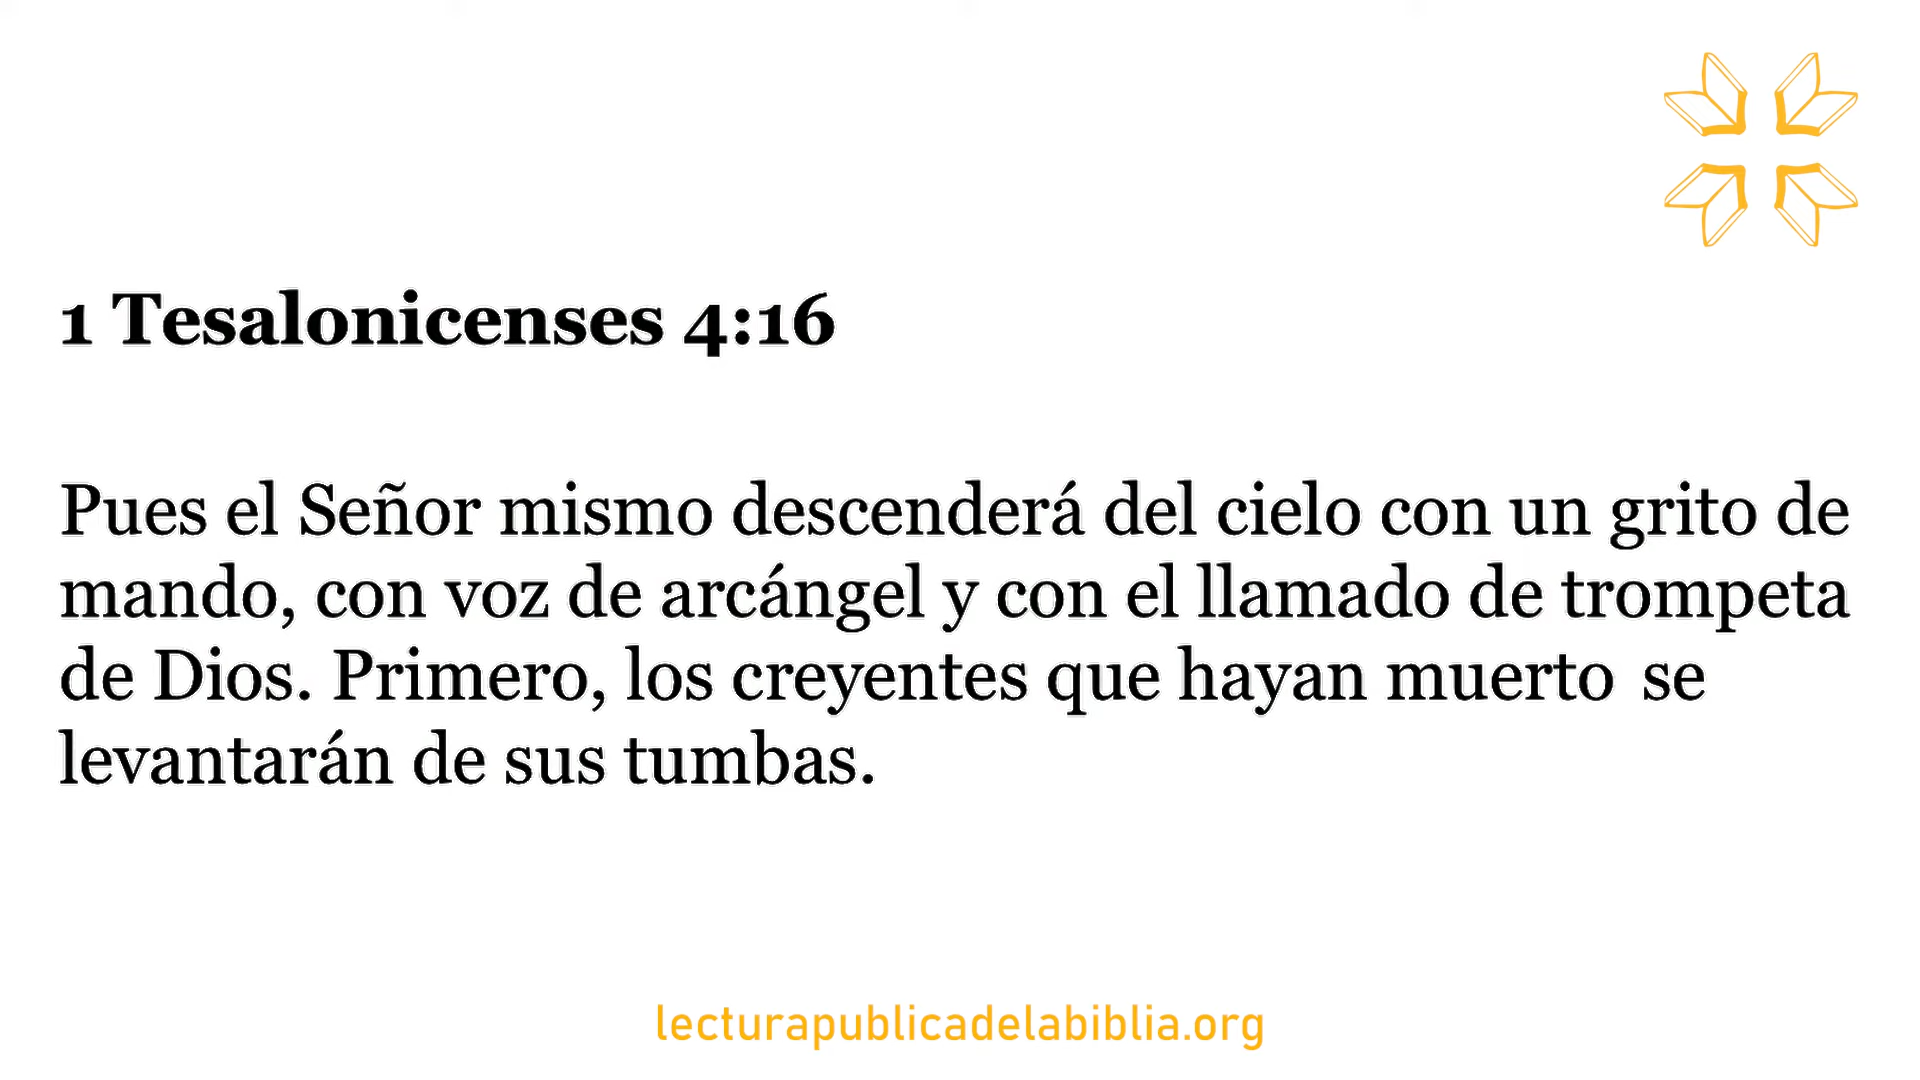 1 Tesalonicenses 4:16
Pues el Señor mismo descenderá del cielo con un grito de
mando, con voz de arcángel y con el llamado de trompeta
de Dios. Primero, los creyentes que hayan muerto se
levantarán de sus tumbas.
lecturapublicadelabiblia.org